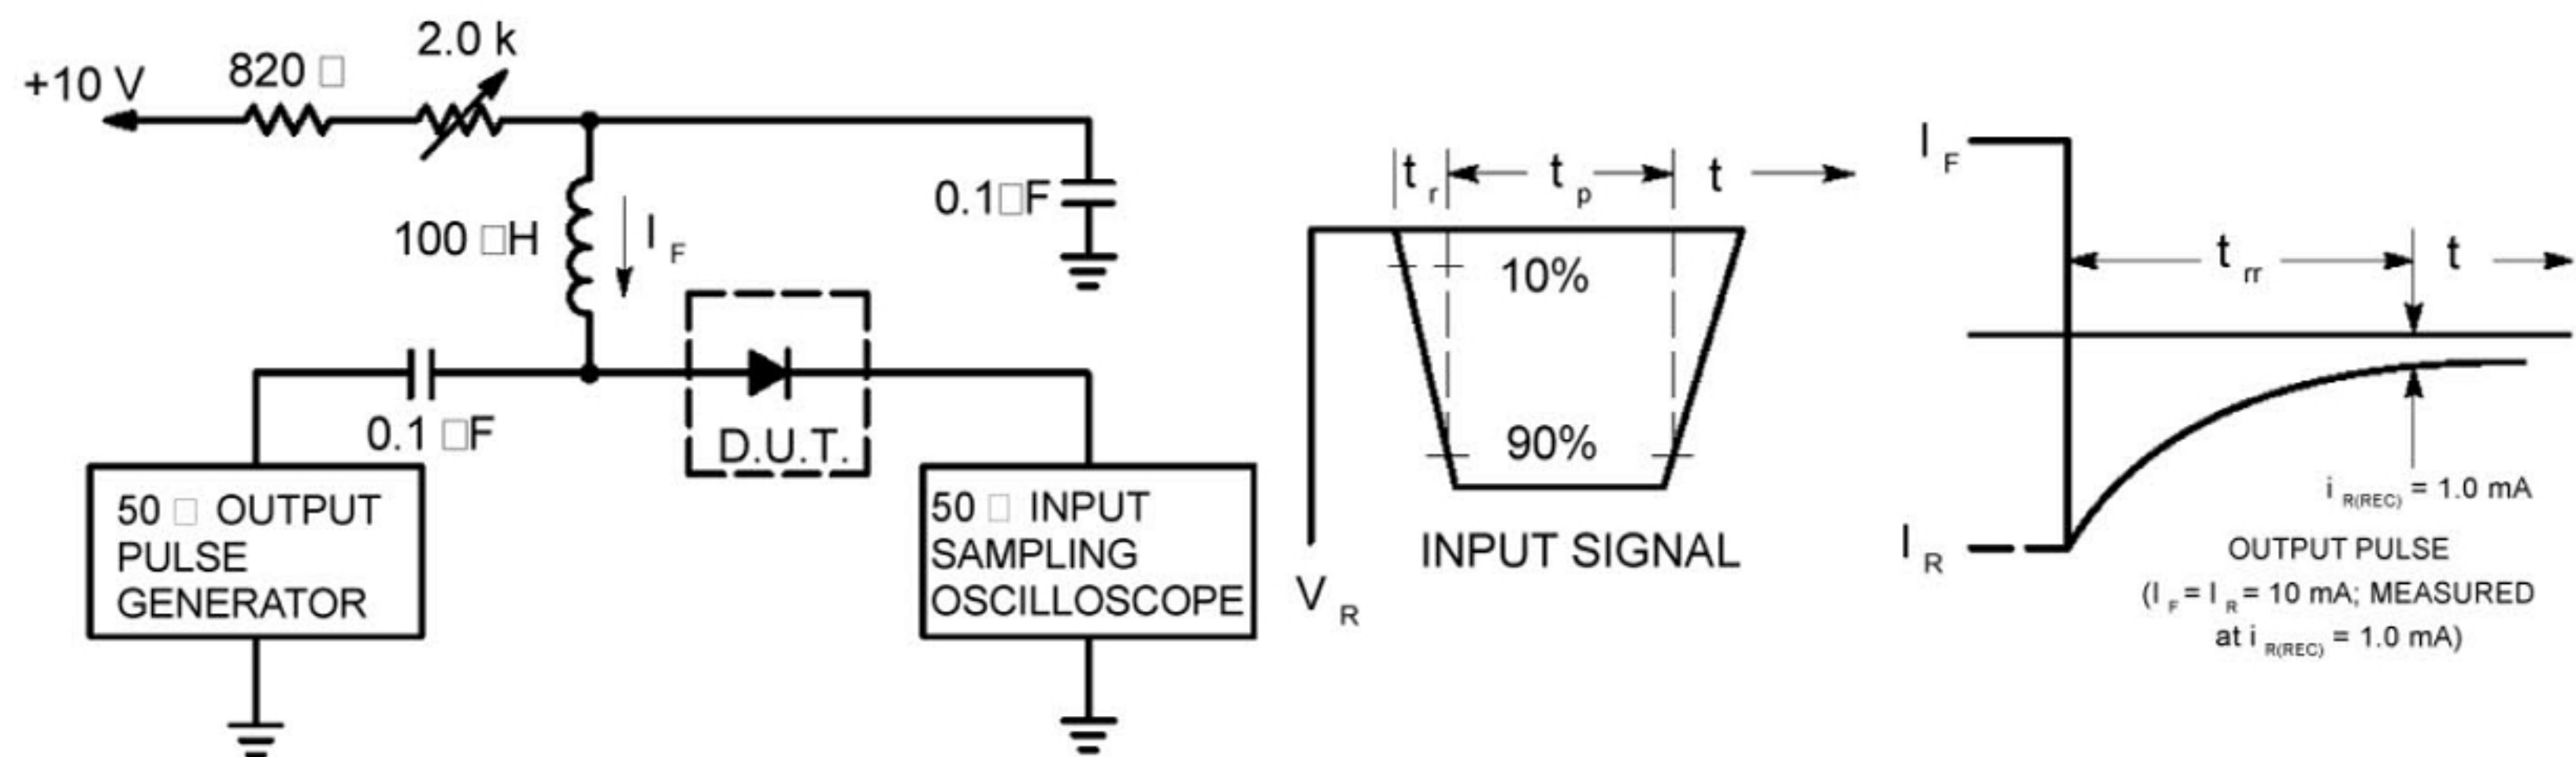 +10 V
820 □
2.0 k
100 □H
I F
0.1□F
0.1 □F
D.U.T.
50 □ OUTPUT
PULSE
GENERATOR
50 □ INPUT
SAMPLING
OSCILLOSCOPE
t r
t p
t
10%
90%
V R
INPUT SIGNAL
I F
t rr
t
I R
i R(REC) = 1.0 mA
OUTPUT PULSE
(I F = I R = 10 mA; MEASURED
at i R(REC) = 1.0 mA)